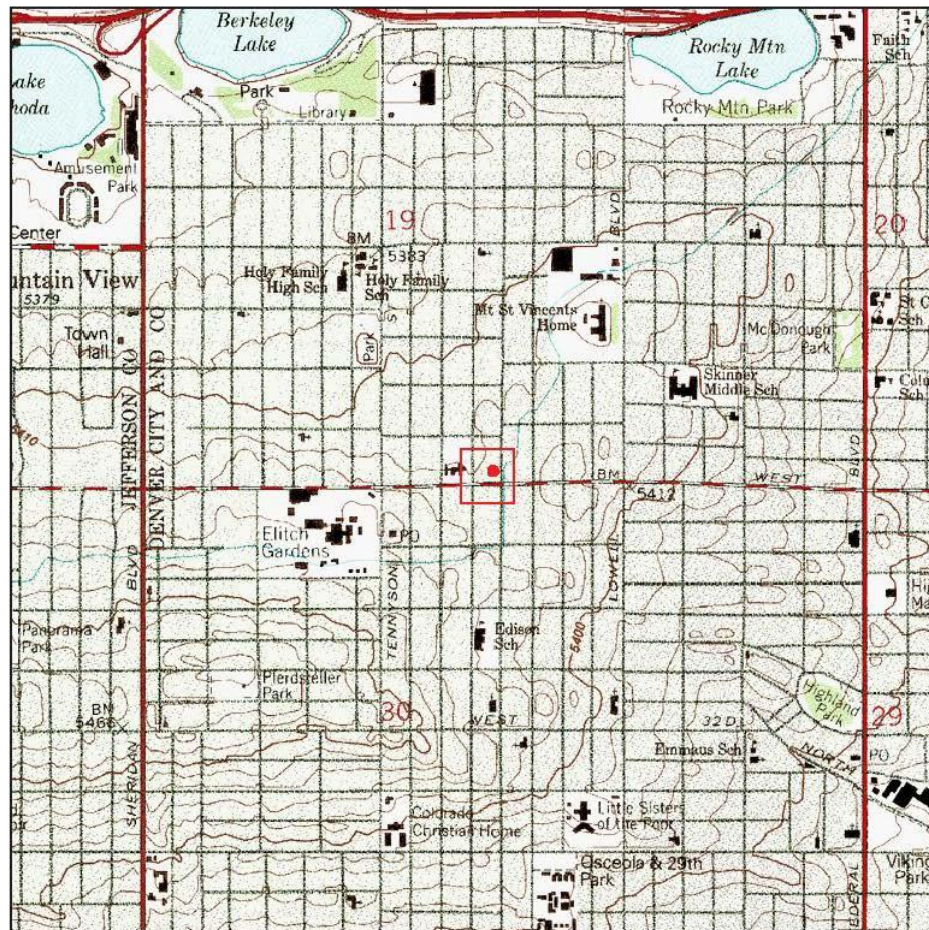 Berkeley
Lake
Rocky Mtn
Lake
Faith
Sch
Lake
hoda
Park
Library
Rocky Mtn. Park
Amusement
Park
19
20
Center
BM
5383
BLVD
Holy Family
High Sch
Holy Family
Sch
untain View
5379
Mt St Vincents
Home
St C
Sch
Town
Hall
Park
Mc Donough
Park
JEFFERSON CO
DENVER CITY AND CO
Skinner
Middle Sch
Colu
Sch
5410
BM
5412
WEST
BLVD
Elitch
Gardens
PO
BLVD
TENNYSON
LOWELL
5400
Panorama
Park
Edison
Sch
Pferdsteller
Park
BM
5466
30
WEST
32D
Highland
Park
29
NORTH
PO
Emmaus Sch
SHERIDAN
Colorado
Christian Home
Little Sisters
of the Poor
Osceola & 29th
Park
Viking
Park
FEDERAL